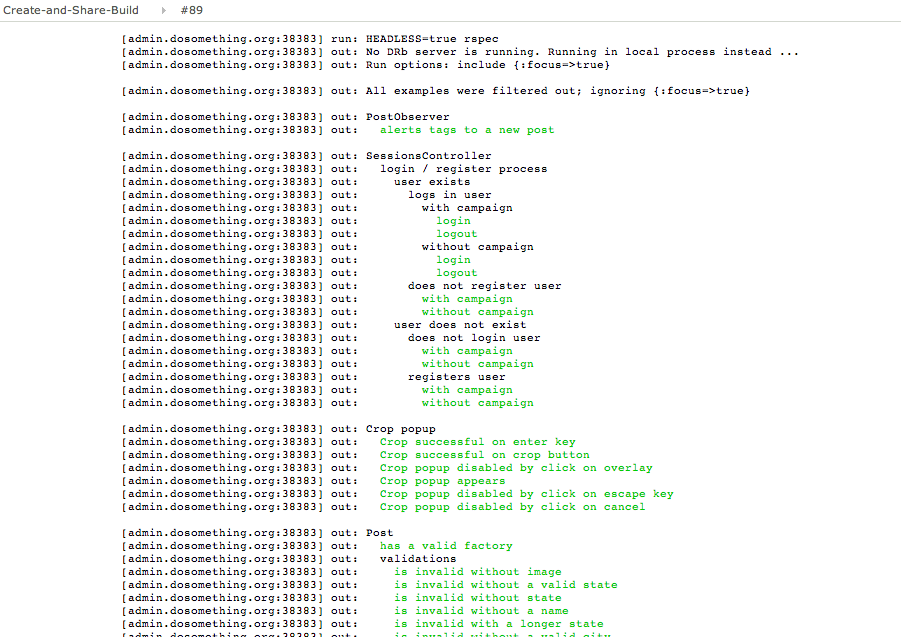 Create-and-Share-Build #89
[admin.dosomething.org:38383] run: HEADLESS=true rspec
[admin.dosomething.org:38383] out: No DRb server is running. Running in local process instead ...
[admin.dosomething.org:38383] out: Run options: include {:focus=>true}
[admin.dosomething.org:38383] out: All examples were filtered out; ignoring {:focus=>true}
[admin.dosomething.org:38383] out: PostObserver
[admin.dosomething.org:38383] out:   alerts tags to a new post
[admin.dosomething.org:38383] out: SessionsController
[admin.dosomething.org:38383] out:   login / register process
[admin.dosomething.org:38383] out:     user exists
[admin.dosomething.org:38383] out:       logs in user
[admin.dosomething.org:38383] out:         with campaign
[admin.dosomething.org:38383] out:           login
[admin.dosomething.org:38383] out:           logout
[admin.dosomething.org:38383] out:         without campaign
[admin.dosomething.org:38383] out:           login
[admin.dosomething.org:38383] out:           logout
[admin.dosomething.org:38383] out:       does not register user
[admin.dosomething.org:38383] out:         with campaign
[admin.dosomething.org:38383] out:         without campaign
[admin.dosomething.org:38383] out:     user does not exist
[admin.dosomething.org:38383] out:       does not login user
[admin.dosomething.org:38383] out:         with campaign
[admin.dosomething.org:38383] out:         without campaign
[admin.dosomething.org:38383] out:       registers user
[admin.dosomething.org:38383] out:         with campaign
[admin.dosomething.org:38383] out:         without campaign
[admin.dosomething.org:38383] out: Crop popup
[admin.dosomething.org:38383] out:   Crop successful on enter key
[admin.dosomething.org:38383] out:   Crop successful on crop button
[admin.dosomething.org:38383] out:   Crop popup disabled by click on overlay
[admin.dosomething.org:38383] out:   Crop popup appears
[admin.dosomething.org:38383] out:   Crop popup disabled by click on escape key
[admin.dosomething.org:38383] out:   Crop popup disabled by click on cancel
[admin.dosomething.org:38383] out: Post
[admin.dosomething.org:38383] out:   has a valid factory
[admin.dosomething.org:38383] out:   validations
[admin.dosomething.org:38383] out:     is invalid without image
[admin.dosomething.org:38383] out:     is invalid without a valid state
[admin.dosomething.org:38383] out:     is invalid without state
[admin.dosomething.org:38383] out:     is invalid without a name
[admin.dosomething.org:38383] out:     is invalid with a longer state
[admin.dosomething.org:38383] out:     is invalid without a valid city